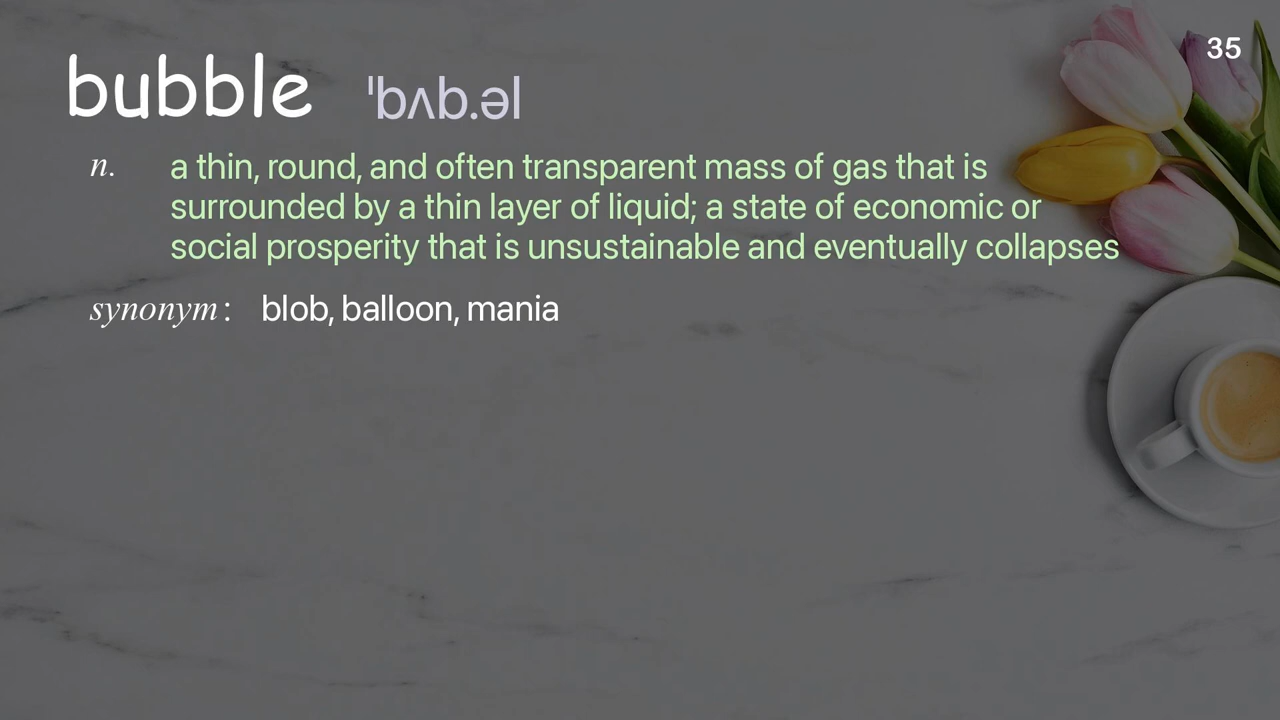 35
bubble ˈbʌb.əl
n. a thin, round, and often transparent mass of gas that is
surrounded by a thin layer of liquid; a state of economic or
social prosperity that is unsustainable and eventually collapses
synonym: blob, balloon, mania